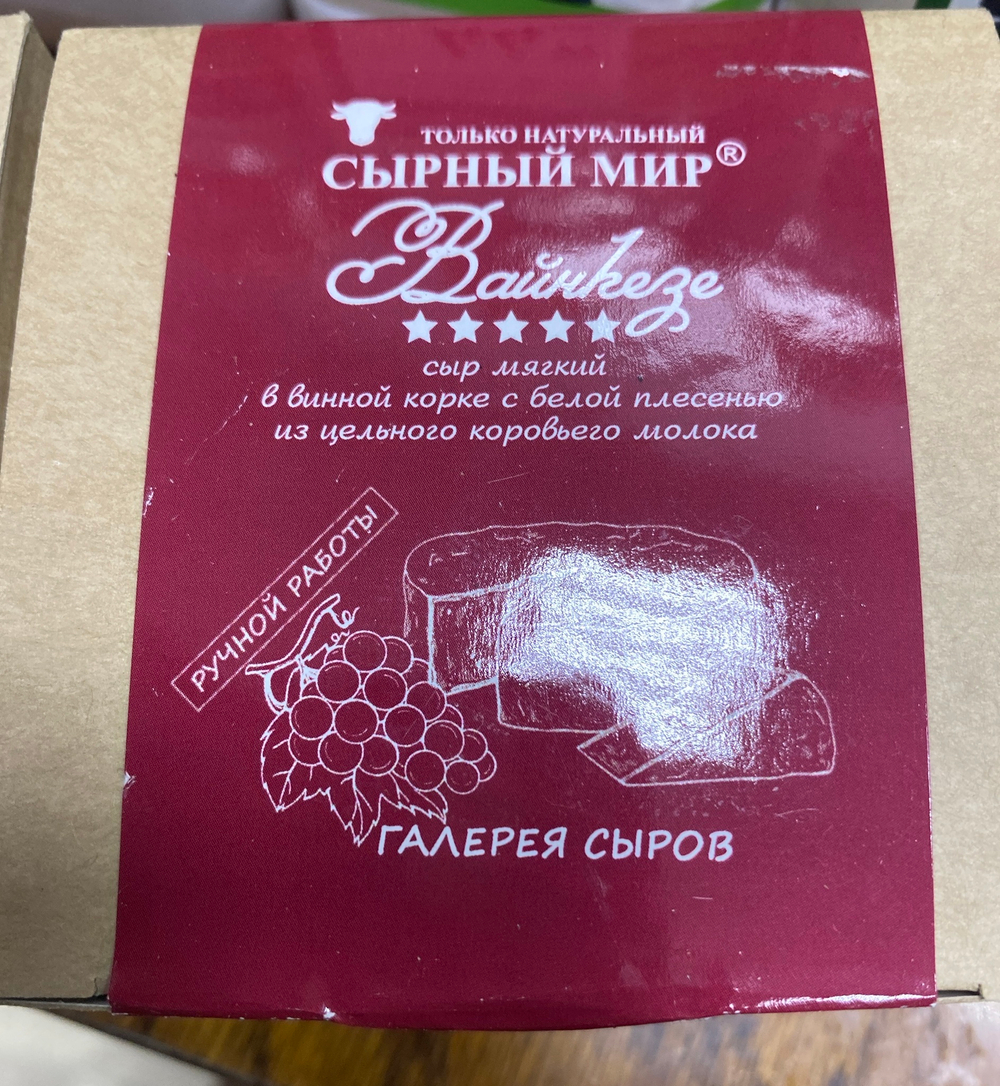 ТОЛЬКО НАТУРАЛЬНЫЙ
СЫРНЫЙ МИР®
Вайнкезе
сыр мягкий
в винной корке с белой плесенью
из цельного коровьего молока
РУЧНОЙ РАБОТЫ
ГАЛЕРЕЯ СЫРОВ